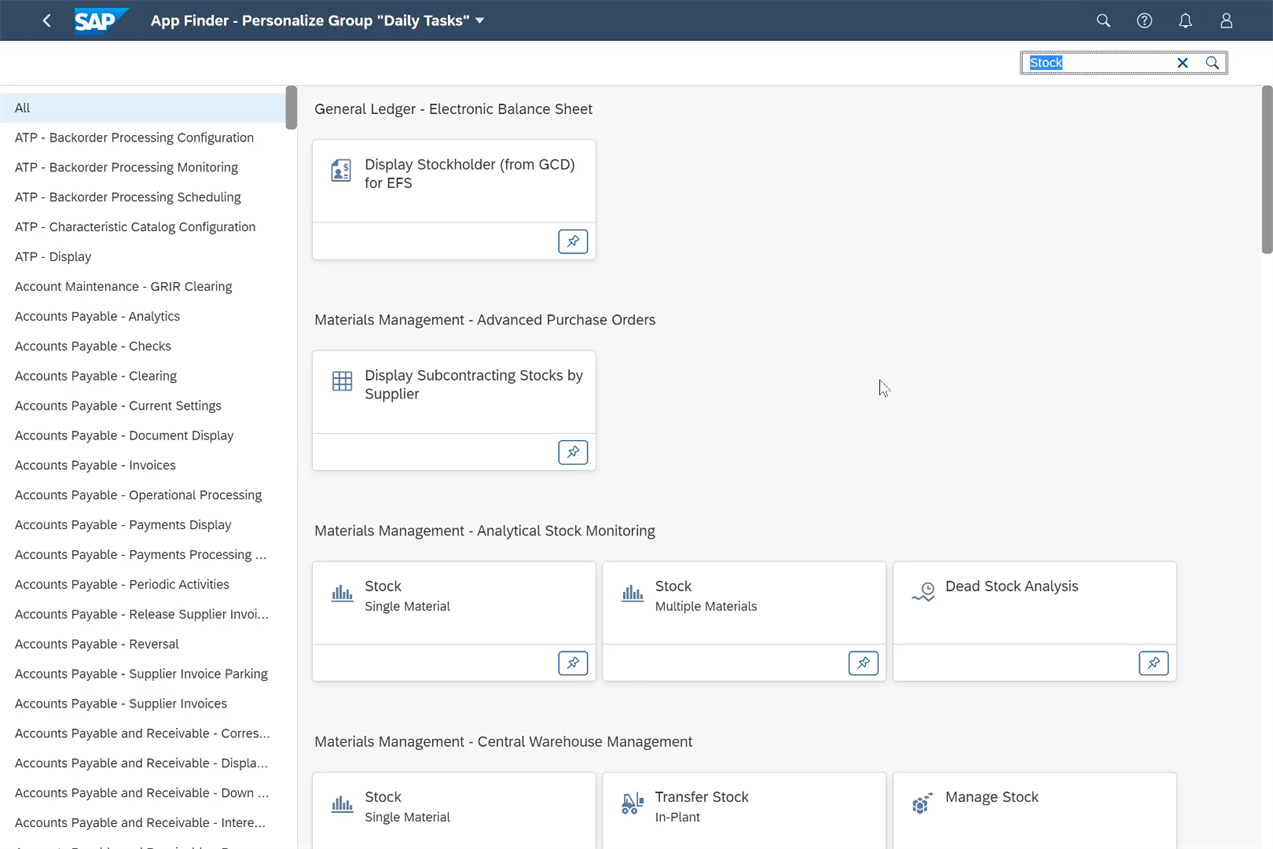 SAP App Finder - Personalize Group "Daily Tasks"
Stock
All
ATP - Backorder Processing Configuration
ATP - Backorder Processing Monitoring
ATP - Backorder Processing Scheduling
ATP - Characteristic Catalog Configuration
ATP - Display
Account Maintenance - GRIR Clearing
Accounts Payable - Analytics
Accounts Payable - Checks
Accounts Payable - Clearing
Accounts Payable - Current Settings
Accounts Payable - Document Display
Accounts Payable - Invoices
Accounts Payable - Operational Processing
Accounts Payable - Payments Display
Accounts Payable - Payments Processing ...
Accounts Payable - Periodic Activities
Accounts Payable - Release Supplier Invoi...
Accounts Payable - Reversal
Accounts Payable - Supplier Invoice Parking
Accounts Payable - Supplier Invoices
Accounts Payable and Receivable - Corres...
Accounts Payable and Receivable - Displa...
Accounts Payable and Receivable - Down ...
Accounts Payable and Receivable - Intere...
General Ledger - Electronic Balance Sheet
Display Stockholder (from GCD)
for EFS
Materials Management - Advanced Purchase Orders
Display Subcontracting Stocks by
Supplier
Materials Management - Analytical Stock Monitoring
Stock
Single Material
Stock
Multiple Materials
Dead Stock Analysis
Materials Management - Central Warehouse Management
Stock
Single Material
Transfer Stock
In-Plant
Manage Stock